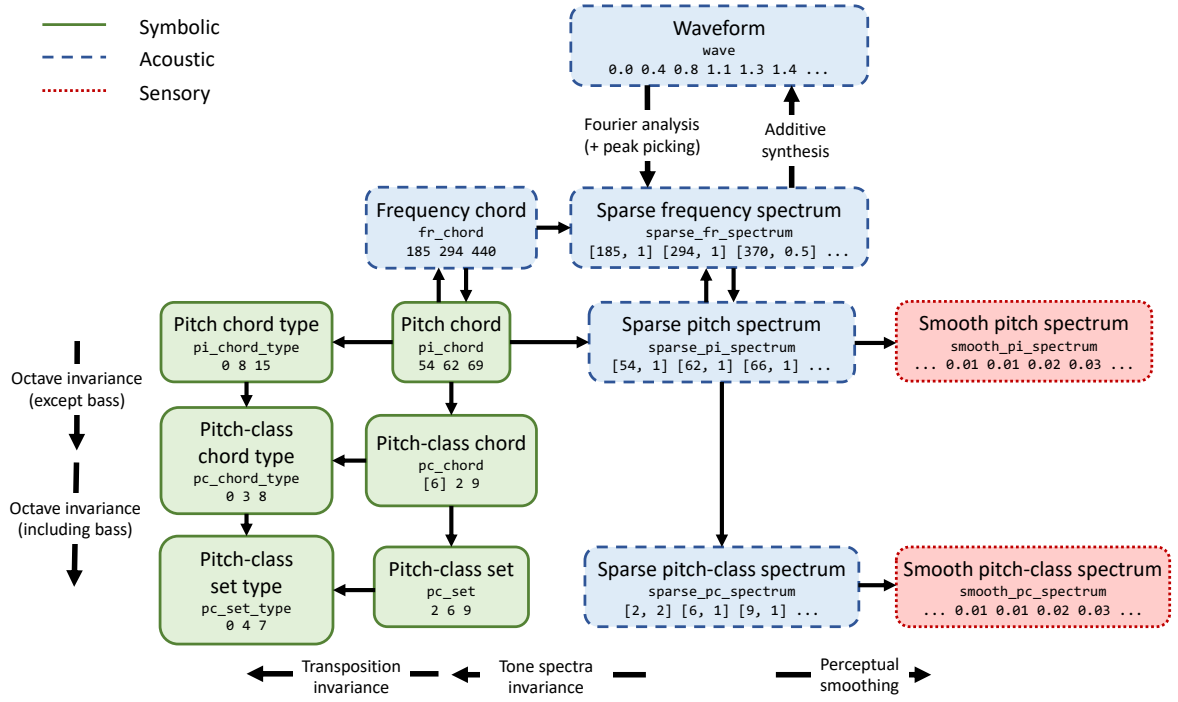 Symbolic
Acoustic
Sensory
Waveform
wave
0.0 0.4 0.8 1.1 1.3 1.4 ...
Fourier analysis
(+ peak picking)
Additive
synthesis
Frequency chord
fr_chord
185 294 440
Sparse frequency spectrum
sparse_fr_spectrum
[185, 1] [294, 1] [370, 0.5] ...
Pitch chord type
pi_chord_type
0 8 15
Pitch chord
pi_chord
54 62 69
Sparse pitch spectrum
sparse_pi_spectrum
[54, 1] [62, 1] [66, 1] ...
Smooth pitch spectrum
smooth_pi_spectrum
... 0.01 0.01 0.02 0.03 ...
Octave invariance
(except bass)
Pitch-class
chord type
pc_chord_type
0 3 8
Pitch-class chord
pc_chord
[6] 2 9
Octave invariance
(including bass)
Pitch-class
set type
pc_set_type
0 4 7
Pitch-class set
pc_set
2 6 9
Sparse pitch-class spectrum
sparse_pc_spectrum
[2, 2] [6, 1] [9, 1] ...
Smooth pitch-class spectrum
smooth_pc_spectrum
... 0.01 0.01 0.02 0.03 ...
Transposition
invariance
Tone spectra
invariance
Perceptual
smoothing